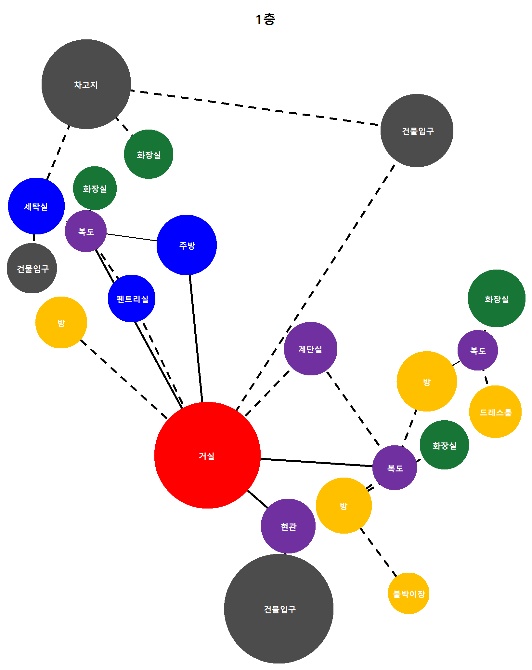 1층
차고지
건물입구
화장실
화장실
세탁실
복도
주방
건물입구
펜트리실
화장실
방
계단실
복도
방
드레스룸
화장실
거실
복도
방
현관
붙박이장
건물입구